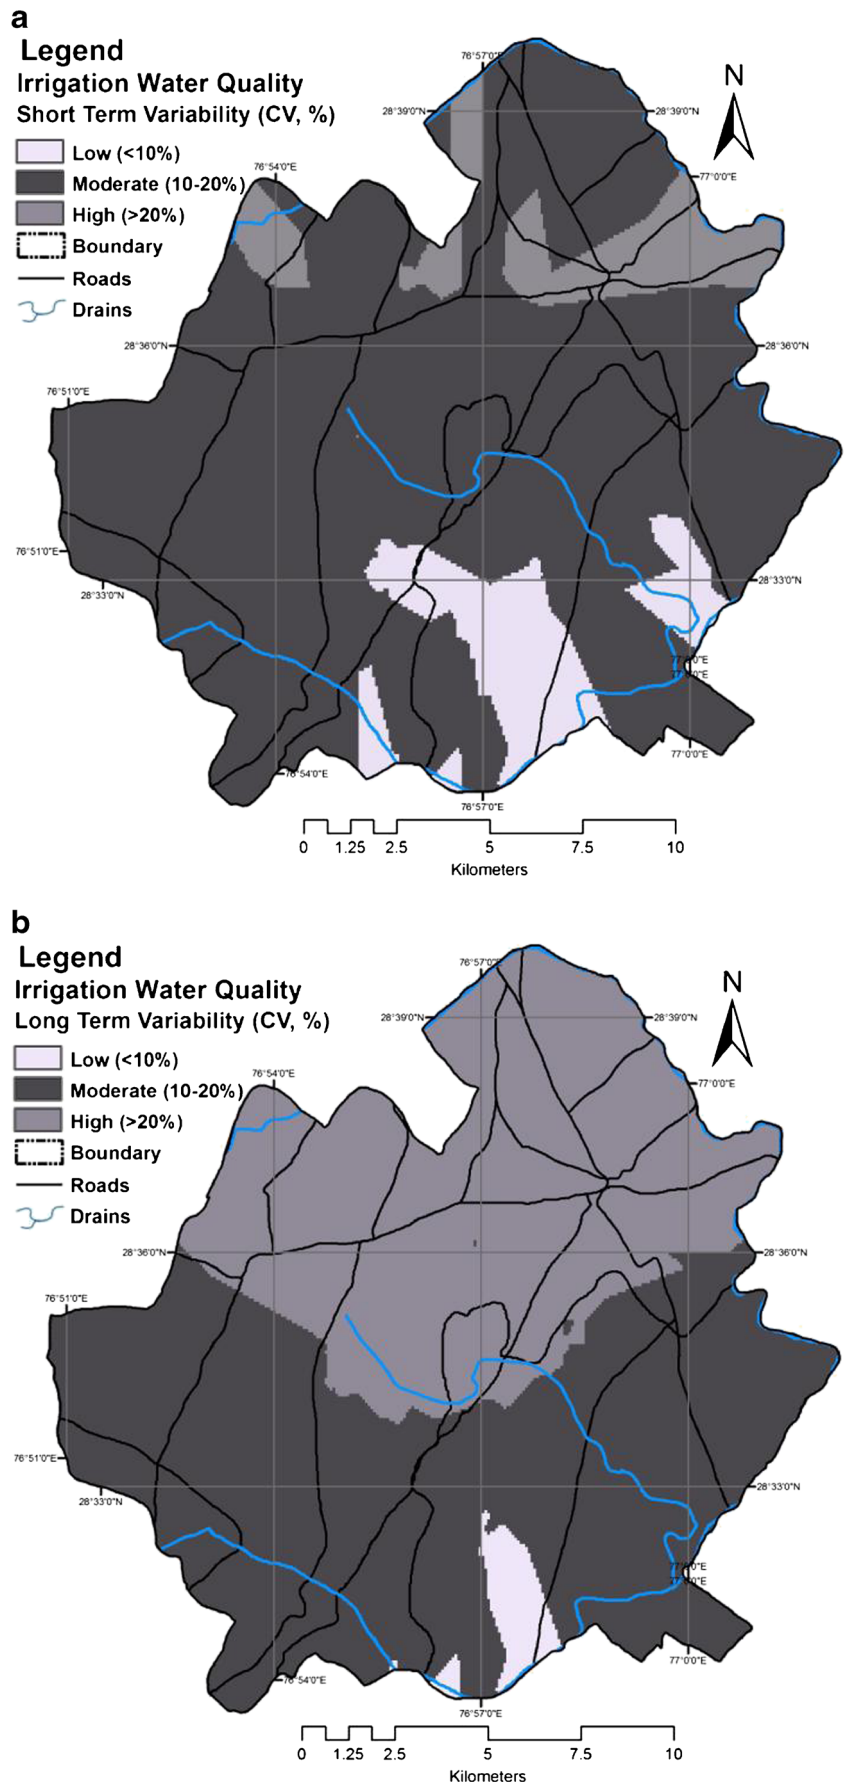 a
Legend
Irrigation Water Quality
Short Term Variability (CV, %)
Low (<10%)
Moderate (10-20%)
High (>20%)
Boundary
Roads
Drains
N
76°57'0"E
28°39'0"N
28°39'0"N
76°54'0"E
77°0'0"E
28°36'0"N
28°36'0"N
76°51'0"E
76°51'0"E
28°33'0"N
28°33'0"N
76°54'0"E
77°0'0"E
76°57'0"E
0 1.25 2.5 5 7.5 10
Kilometers
b
Legend
Irrigation Water Quality
Long Term Variability (CV, %)
Low (<10%)
Moderate (10-20%)
High (>20%)
Boundary
Roads
Drains
N
76°57'0"E
28°39'0"N
28°39'0"N
76°54'0"E
77°0'0"E
28°36'0"N
28°36'0"N
76°51'0"E
76°51'0"E
28°33'0"N
28°33'0"N
76°54'0"E
77°0'0"E
76°57'0"E
0 1.25 2.5 5 7.5 10
Kilometers